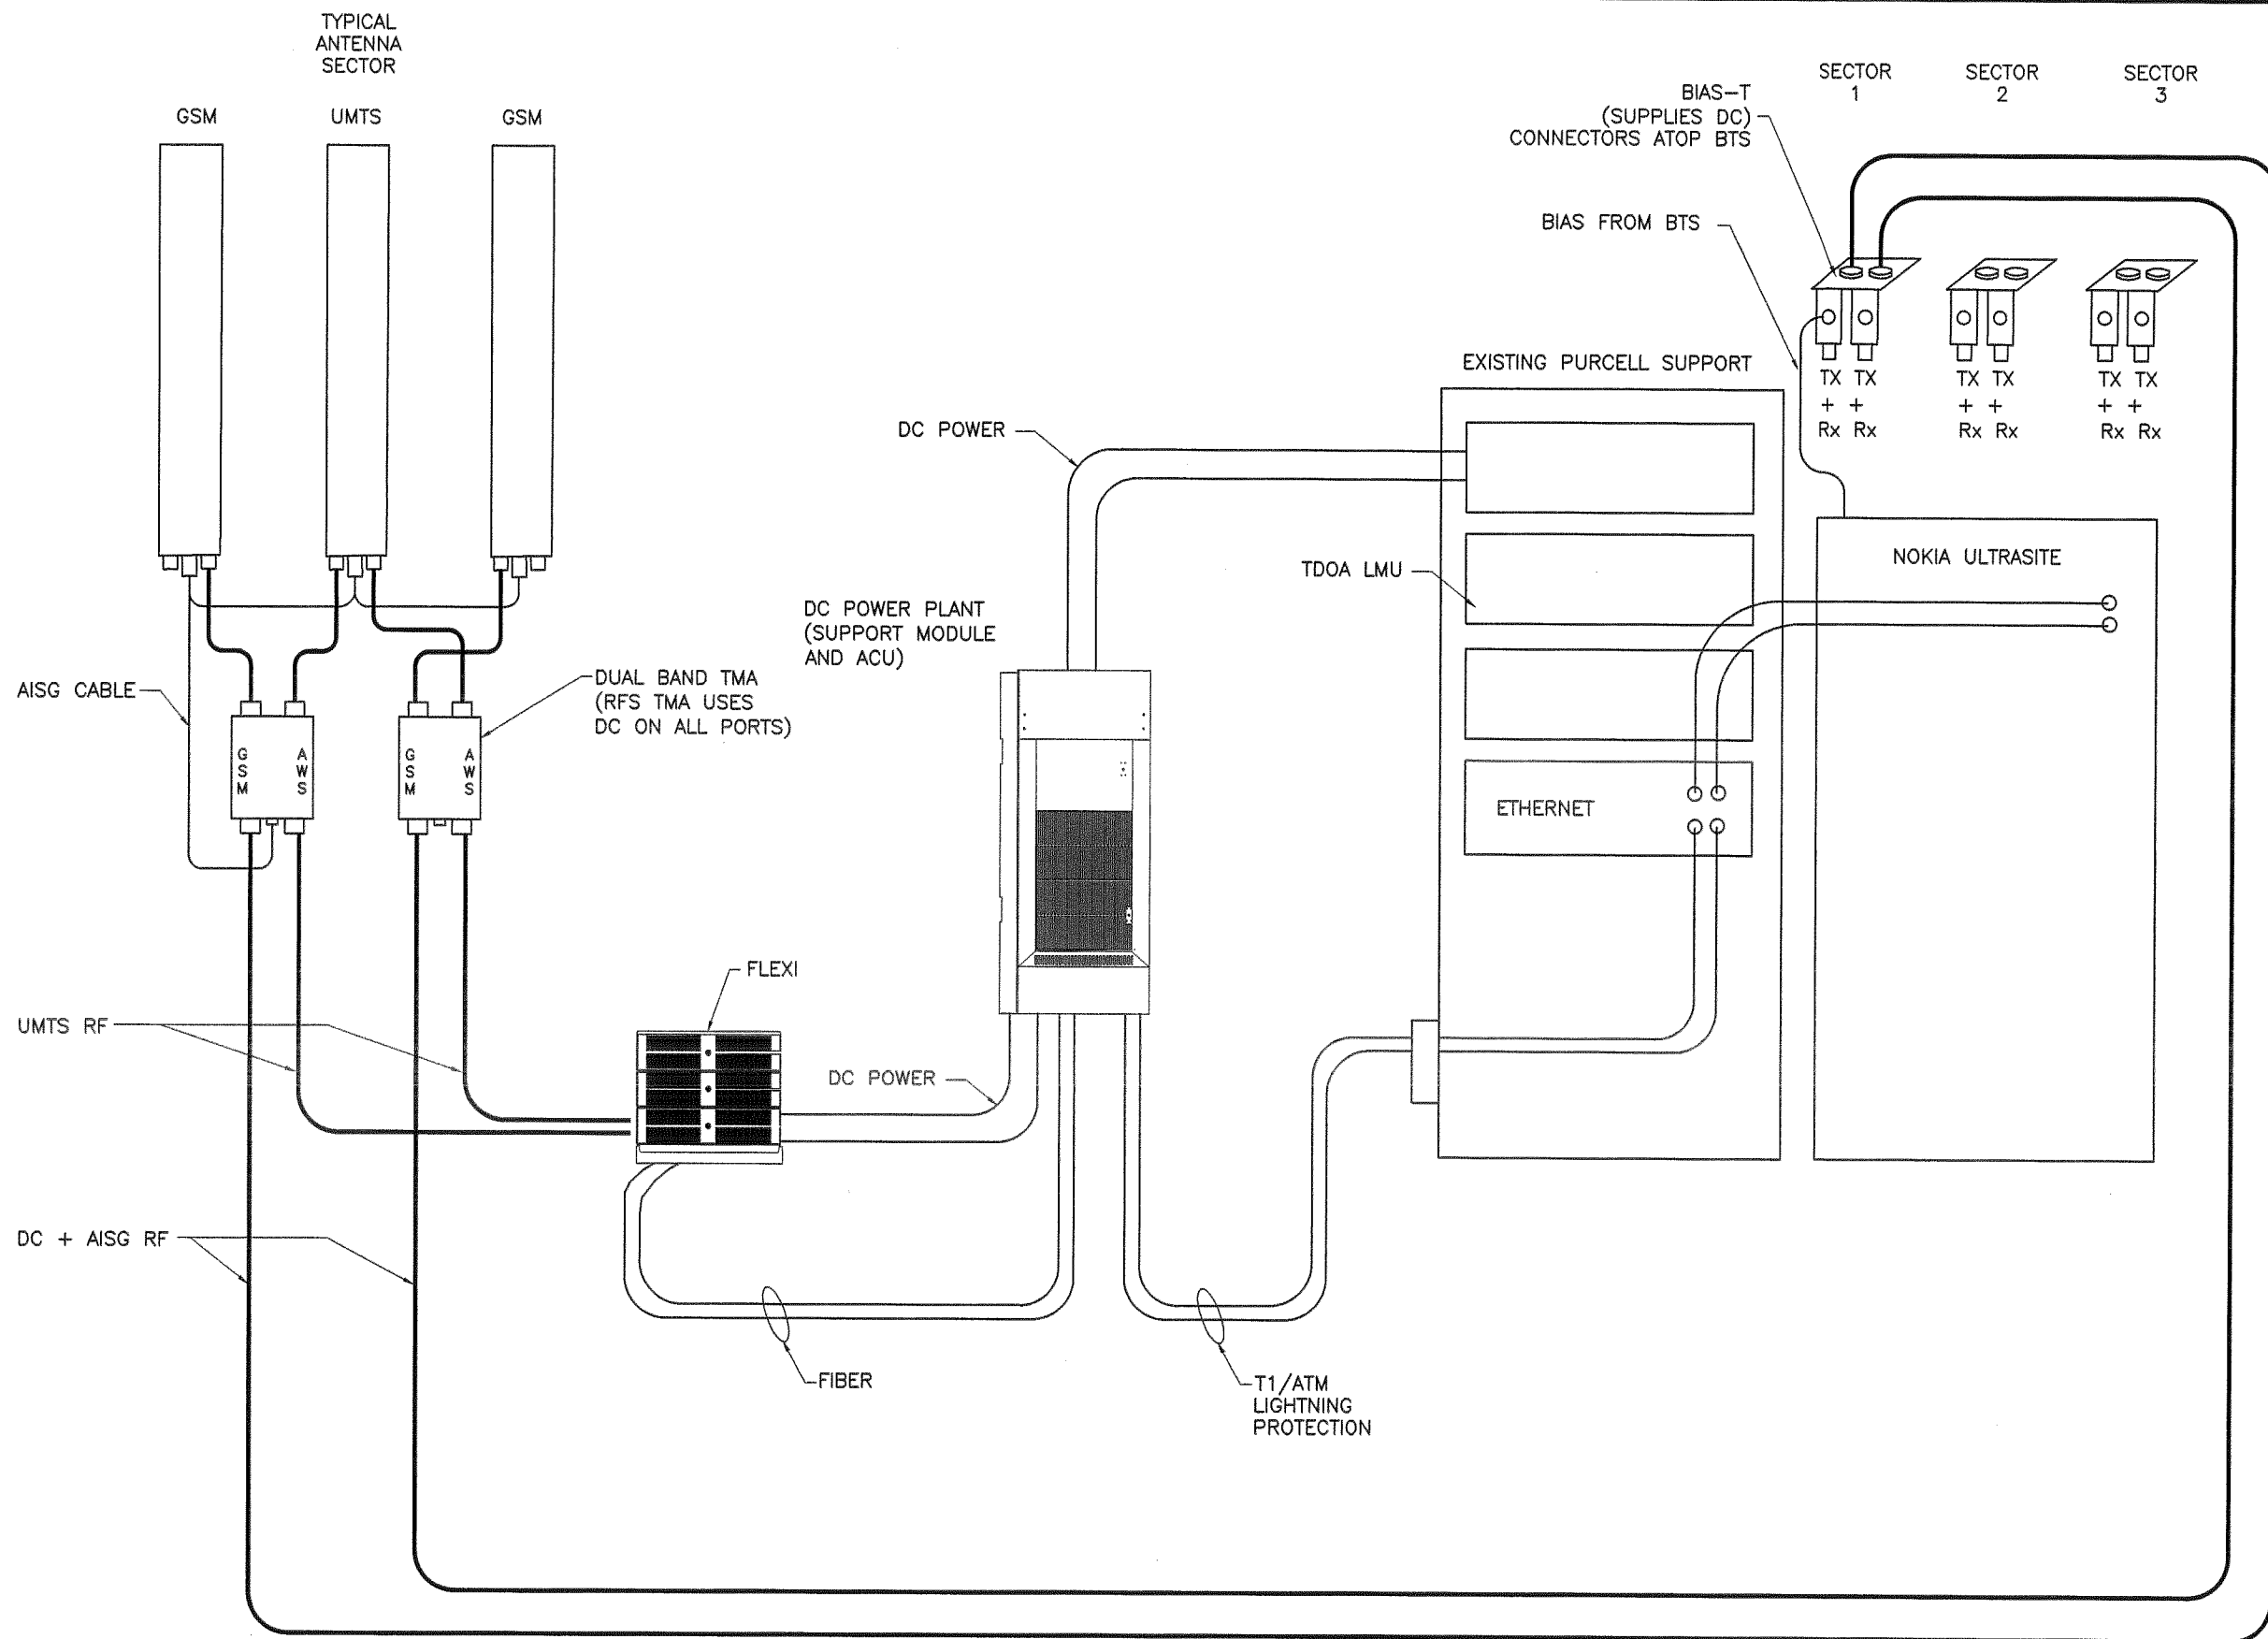 TYPICAL
ANTENNA
SECTOR
GSM
UMTS
GSM
SECTOR
1
SECTOR
2
SECTOR
3
BIAS-T
(SUPPLIES DC)
CONNECTORS ATOP BTS
BIAS FROM BTS
TX TX
+ +
Rx Rx
TX TX
+ +
Rx Rx
TX TX
+ +
Rx Rx
EXISTING PURCELL SUPPORT
DC POWER
TDOA LMU
NOKIA ULTRASITE
DC POWER PLANT
(SUPPORT MODULE
AND ACU)
AISG CABLE
DUAL BAND TMA
(RFS TMA USES
DC ON ALL PORTS)
GSM
AWS
GSM
AWS
ETHERNET
FLEXI
UMTS RF
DC POWER
DC + AISG RF
FIBER
T1/ATM
LIGHTNING
PROTECTION